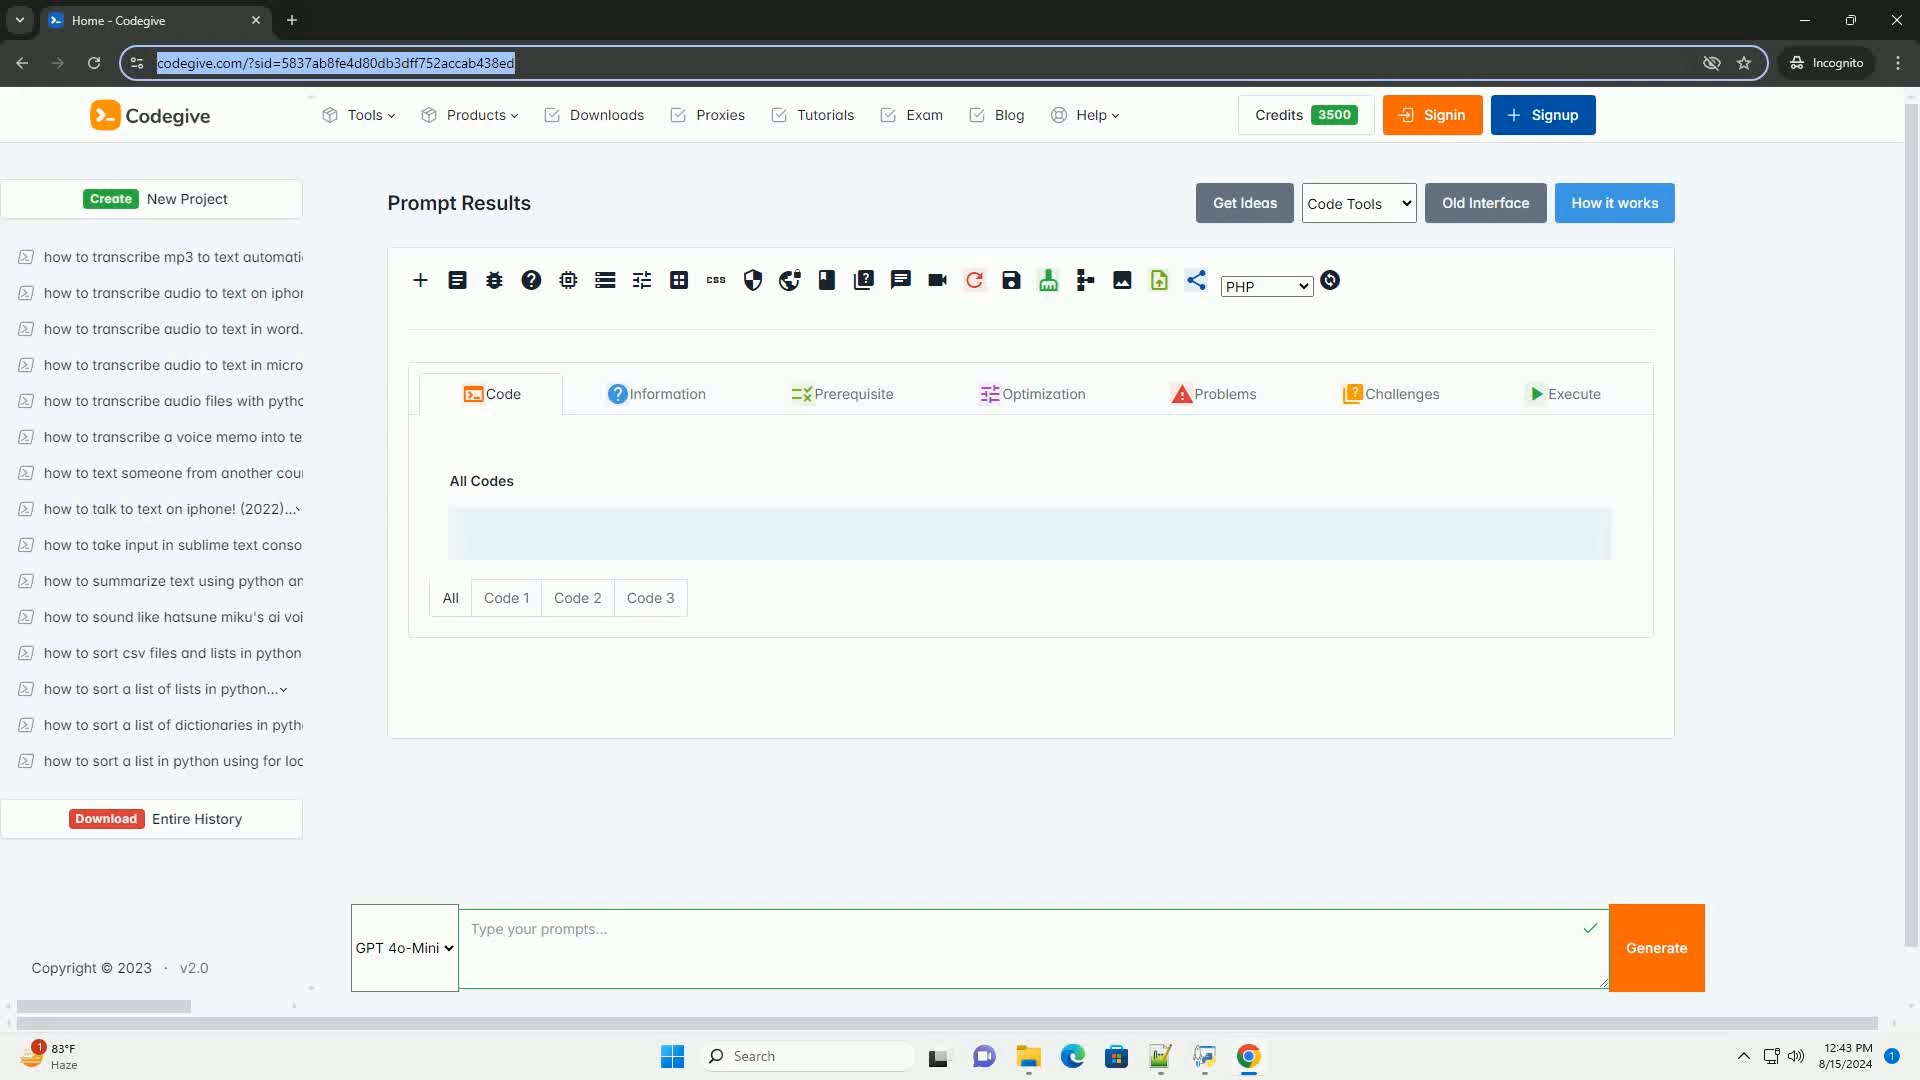 Home - Codegive
codegive.com/?sid=5837ab8fe4d80db3dff752accab438ed
Incognito
Codegive
Tools
Products
Downloads
Proxies
Tutorials
Exam
Blog
Help
Credits 3500
Signin
Signup
Create New Project
Prompt Results
Get Ideas
Code Tools
Old Interface
How it works
how to transcribe mp3 to text automati
how to transcribe audio to text on iphor
how to transcribe audio to text in word.
how to transcribe audio to text in micro
how to transcribe audio files with pytho
how to transcribe a voice memo into te
how to text someone from another cou
how to talk to text on iphone! (2022)...
how to take input in sublime text conso
how to summarize text using python an
how to sound like hatsune miku's ai voi
how to sort csv files and lists in python
how to sort a list of lists in python...
how to sort a list of dictionaries in pyth
how to sort a list in python using for loo
Download Entire History
css
PHP
Code
Information
Prerequisite
Optimization
Problems
Challenges
Execute
All Codes
All
Code 1
Code 2
Code 3
GPT 4o-Mini
Type your prompts...
Generate
Copyright © 2023 · v2.0
1
83°F
Haze
Search
12:43 PM
8/15/2024
1